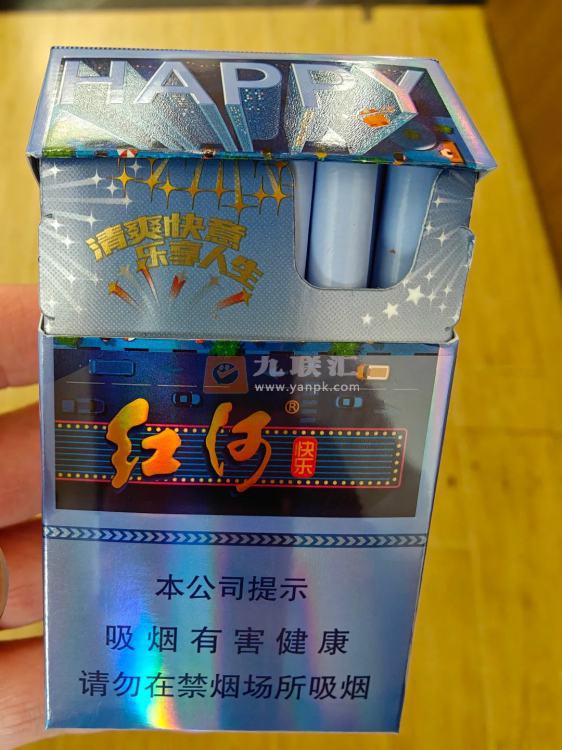 HAPPY
清爽快意
乐享人生
九联汇
www.yanpk.com
红河®
快乐
本公司提示
吸烟有害健康
请勿在禁烟场所吸烟